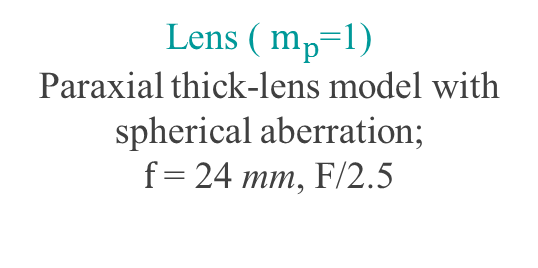 Lens ( mp=1)
Paraxial thick-lens model with
spherical aberration;
f = 24 mm, F/2.5